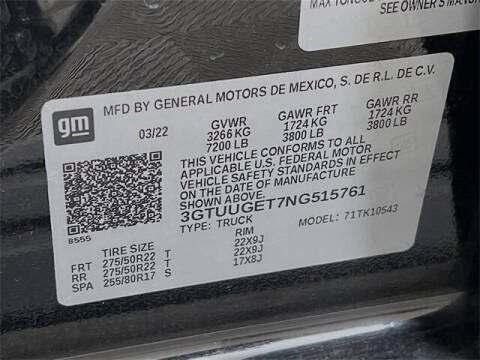 MAX TONGUE
SEE OWNER'S MANUAL
gm
MFD BY GENERAL MOTORS DE MEXICO, S. DE R.L. DE C.V.
03/22 GVWR GAWR FRT GAWR RR
3266 KG 1724 KG 1724 KG
7200 LB 3800 LB 3800 LB
THIS VEHICLE CONFORMS TO ALL
APPLICABLE U.S. FEDERAL MOTOR
VEHICLE SAFETY STANDARDS IN EFFECT
ON THE DATE OF MANUFACTURE
3GTUUGET7NG515761
8555 TYPE: TRUCK MODEL: 71TK10543
TIRE SIZE RIM
FRT 275/50R22 T 22X9J
RR 275/50R22 T 22X9J
SPA 255/80R17 S 17X8J